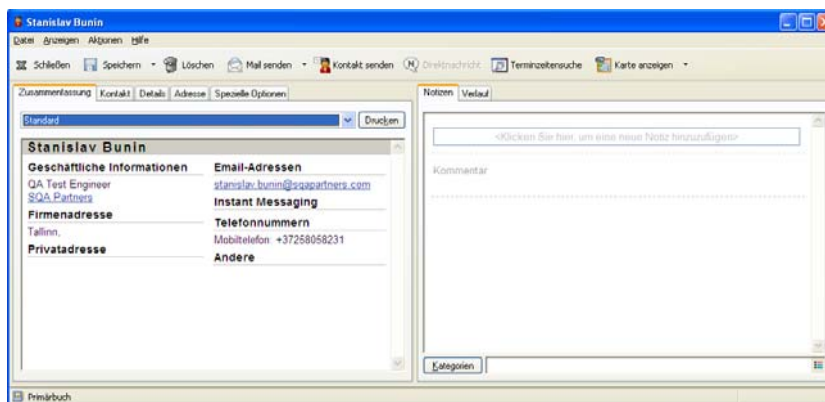 Stanislav Bunin
Datei Anzeigen Aktionen Hilfe
Schließen Speichern Löschen Mail senden Kontakt senden Direktnachricht Terminzeitensuche Karte anzeigen
Zusammenfassung Kontakt Details Adresse Spezielle Optionen
Notizen Verlauf
Standard Drucken
Stanislav Bunin
Geschäftliche Informationen
QA Test Engineer
SQA Partners
Firmenadresse
Tallinn,
Privatadresse
Email-Adressen
stanislav.bunin@sqapartners.com
Instant Messaging
Telefonnummern
Mobiltelefon: +37258058231
Andere
<Klicken Sie hier, um eine neue Notiz hinzuzufügen>
Kommentar
Kategorien
Primärbuch